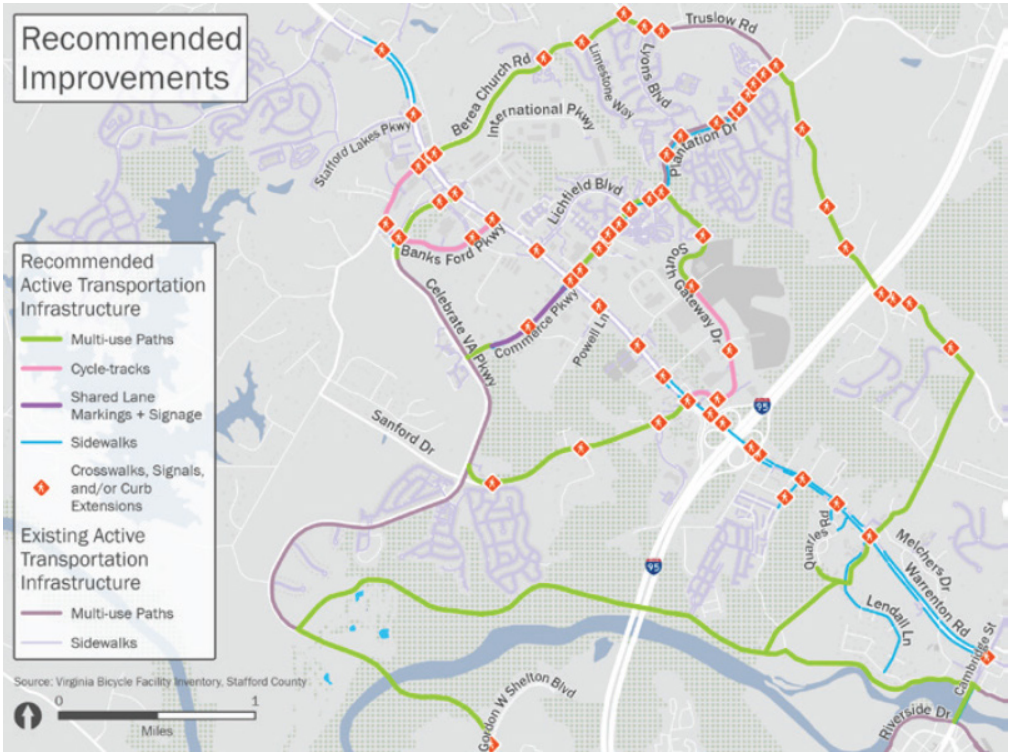 Recommended
Improvements
Truslow Rd
Lyons Blvd
Limestone Way
Berea Church Rd
International Pkwy
Stafford Lakes Pkwy
Plantation Dr
Lichfield Blvd
Banks Ford Pkwy
South Gateway Dr
Celebrate VA Pkwy
Commerce Pkwy
Powell Ln
Sanford Dr
95
95
Quarles Rd
Melchers Dr
Warrenton Rd
Lendall Ln
Cambridge St
Riverside Dr
Gordon W Shelton Blvd
Recommended
Active Transportation
Infrastructure
Multi-use Paths
Cycle-tracks
Shared Lane
Markings + Signage
Sidewalks
Crosswalks, Signals,
and/or Curb
Extensions
Existing Active
Transportation
Infrastructure
Multi-use Paths
Sidewalks
Source: Virginia Bicycle Facility Inventory, Stafford County
0 1
Miles